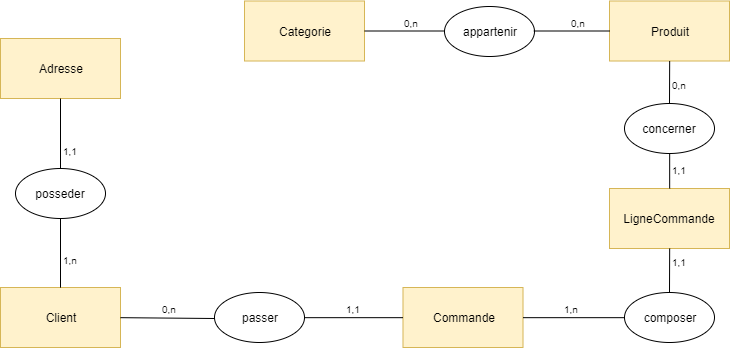 Categorie
0,n
appartenir
0,n
Produit
Adresse
0,n
concerner
1,1
1,1
posseder
LigneCommande
1,n
1,1
Client
0,n
passer
1,1
Commande
1,n
composer